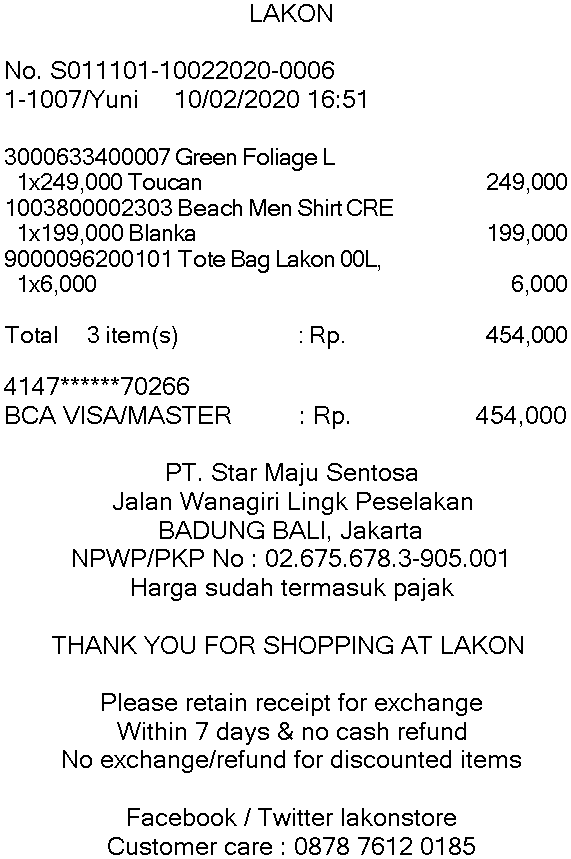 LAKON
No. S011101-10022020-0006
1-1007/Yuni 10/02/2020 16:51
3000633400007 Green Foliage L
1x249,000 Toucan 249,000
1003800002303 Beach Men Shirt CRE
1x199,000 Blanka 199,000
9000096200101 Tote Bag Lakon 00L,
1x6,000 6,000
Total 3 item(s) : Rp. 454,000
4147******70266
BCA VISA/MASTER : Rp. 454,000
PT. Star Maju Sentosa
Jalan Wanagiri Lingk Peselakan
BADUNG BALI, Jakarta
NPWP/PKP No : 02.675.678.3-905.001
Harga sudah termasuk pajak
THANK YOU FOR SHOPPING AT LAKON
Please retain receipt for exchange
Within 7 days & no cash refund
No exchange/refund for discounted items
Facebook / Twitter lakonstore
Customer care : 0878 7612 0185